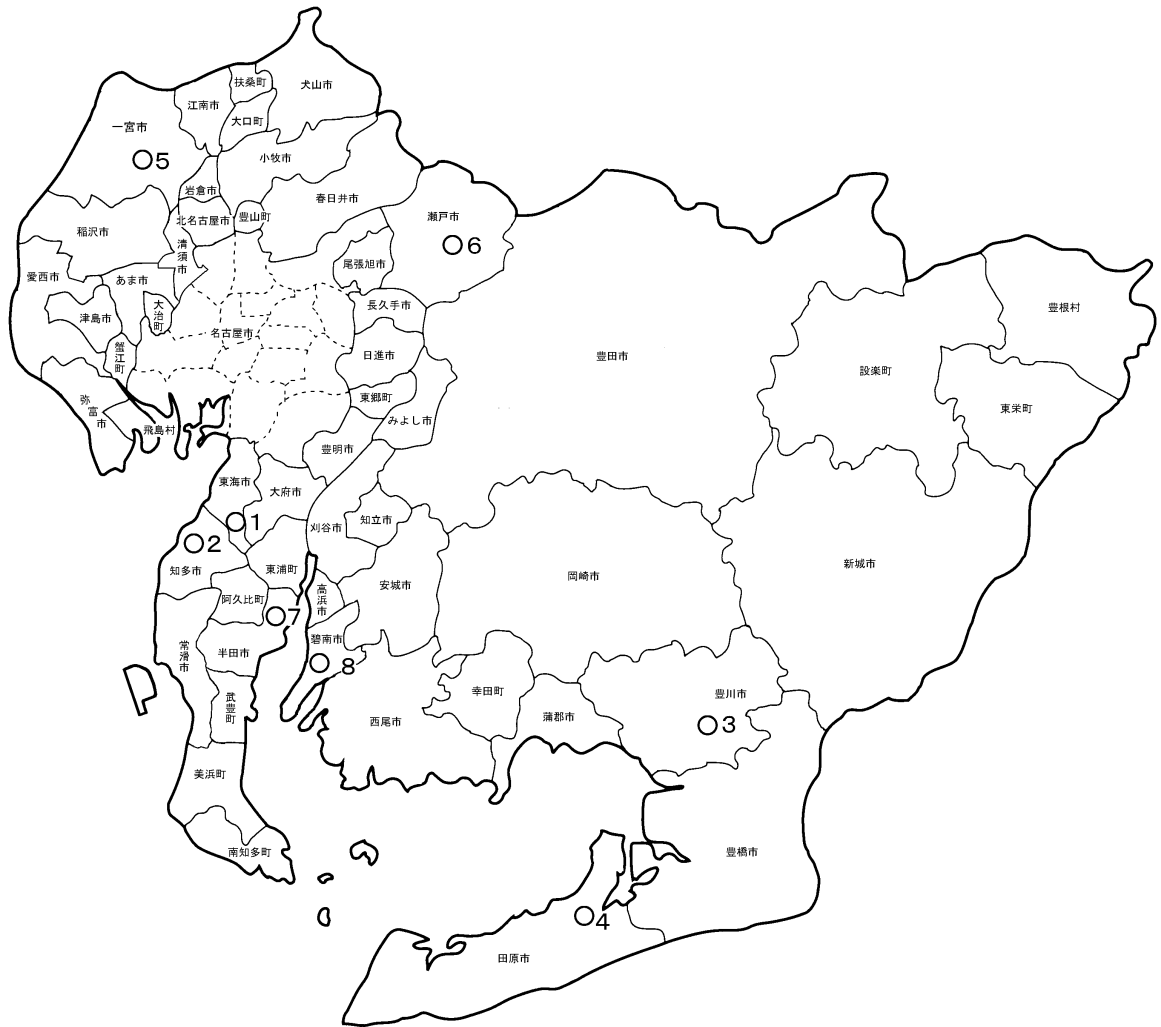 犬山市
扶桑町
江南市
大口町
一宮市
5
小牧市
岩倉市
春日井市
北名古屋市
豊山町
瀬戸市
6
稲沢市
清須市
尾張旭市
愛西市
あま市
大治町
津島市
長久手市
豊根村
名古屋市
蟹江町
日進市
豊田市
設楽町
東郷町
みよし市
東栄町
弥富市
飛島村
豊明市
東海市
大府市
1
刈谷市
知立市
2
知多市
東浦町
新城市
岡崎市
安城市
高浜市
阿久比町
7
碧南市
8
常滑市
半田市
武豊町
幸田町
豊川市
3
西尾市
蒲郡市
美浜町
南知多町
豊橋市
4
田原市